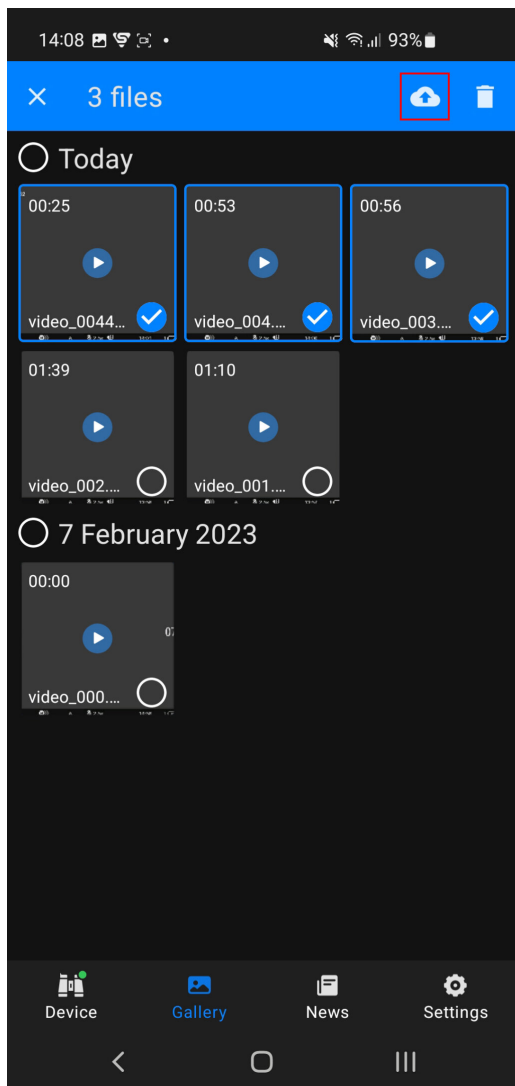 14:08 93%
3 files
Today
00:25 00:53 00:56
video_0044... video_004.... video_003....
01:39 01:10
video_002.... video_001....
7 February 2023
00:00
07
video_000....
Device Gallery News Settings